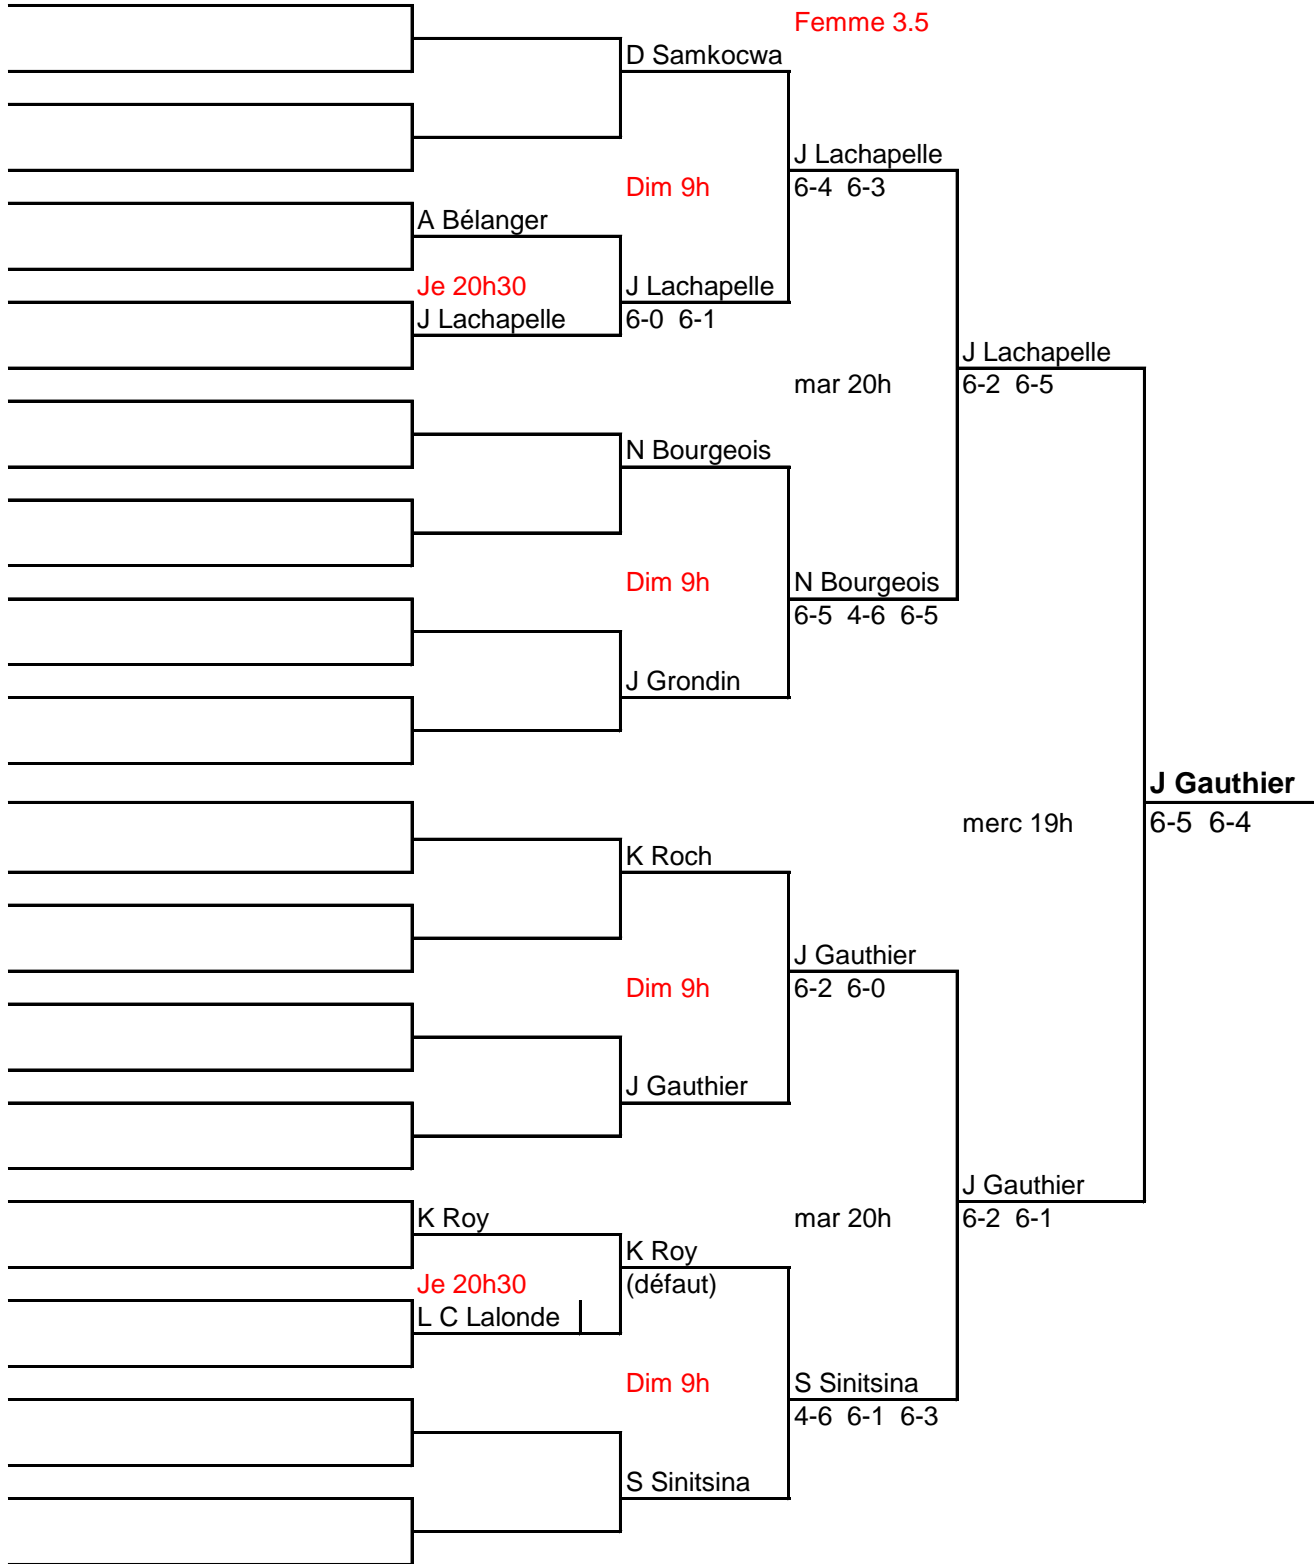 Femme 3.5
D Samkocwa
J Lachapelle
Dim 9h
6-4 6-3
A Bélanger
Je 20h30
J Lachapelle
J Lachapelle
6-0 6-1
J Lachapelle
mar 20h
6-2 6-5
N Bourgeois
Dim 9h
N Bourgeois
6-5 4-6 6-5
J Grondin
J Gauthier
merc 19h
6-5 6-4
K Roch
J Gauthier
Dim 9h
6-2 6-0
J Gauthier
J Gauthier
K Roy
mar 20h
6-2 6-1
K Roy
Je 20h30
(défaut)
L C Lalonde
Dim 9h
S Sinitsina
4-6 6-1 6-3
S Sinitsina